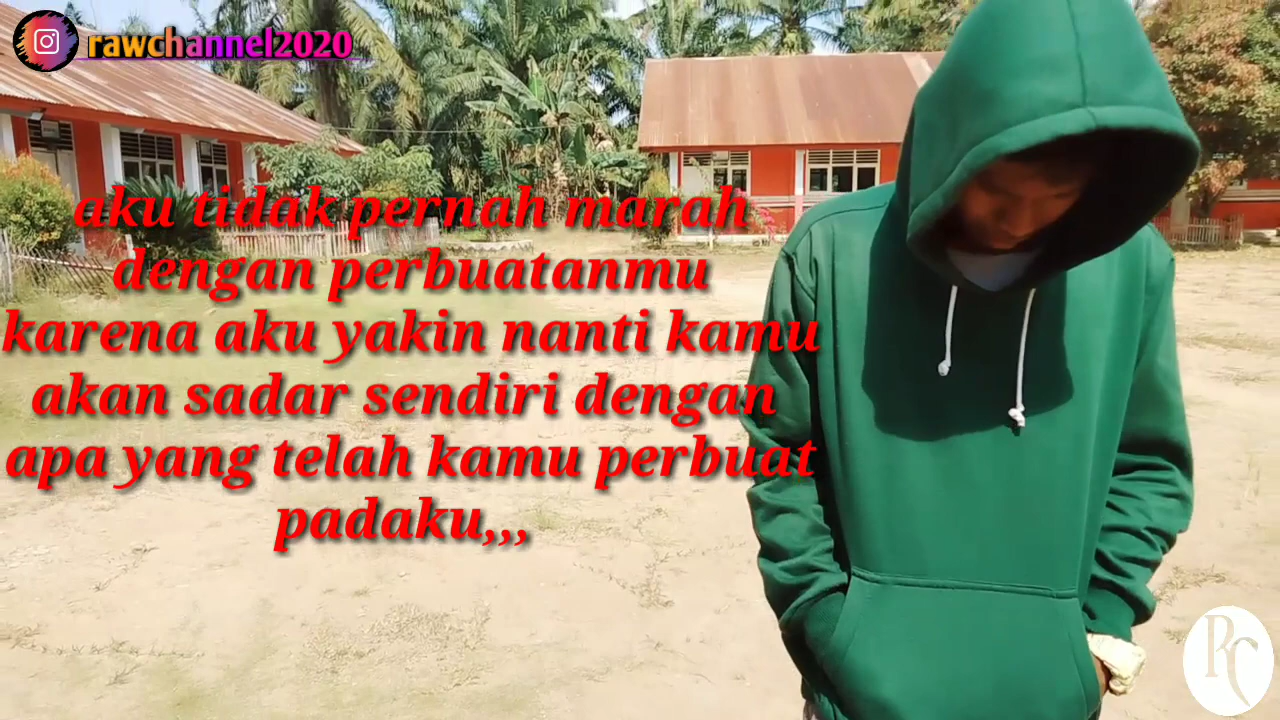 rawchannel2020
aku tidak pernah marah
dengan perbuatanmu
karena aku yakin nanti kamu
akan sadar sendiri dengan
apa yang telah kamu perbuat
padaku,,,
RC